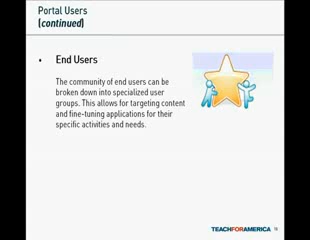 Portal Users
(continued)
• End Users
The community of end users can be
broken down into specialized user
groups. This allows for targeting content
and fine-tuning applications for their
specific activities and needs.
TEACHFORAMERICA